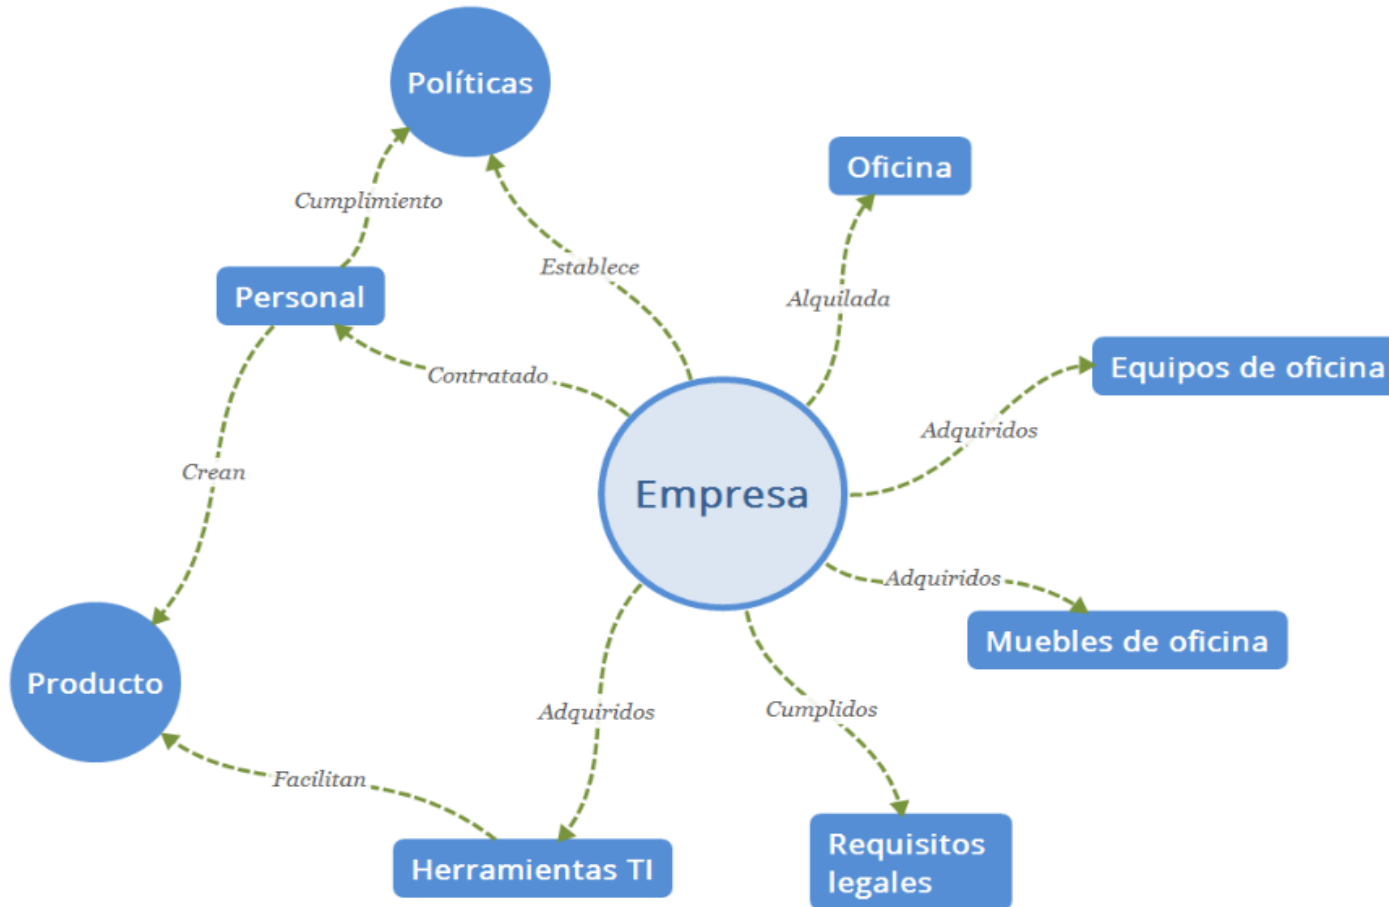 Políticas
Oficina
Cumplimiento
Establece
Personal
Alquilada
Equipos de oficina
Contratado
Adquiridos
Crean
Empresa
Adquiridos
Muebles de oficina
Producto
Adquiridos
Cumplidos
Facilitan
Herramientas TI
Requisitos
legales